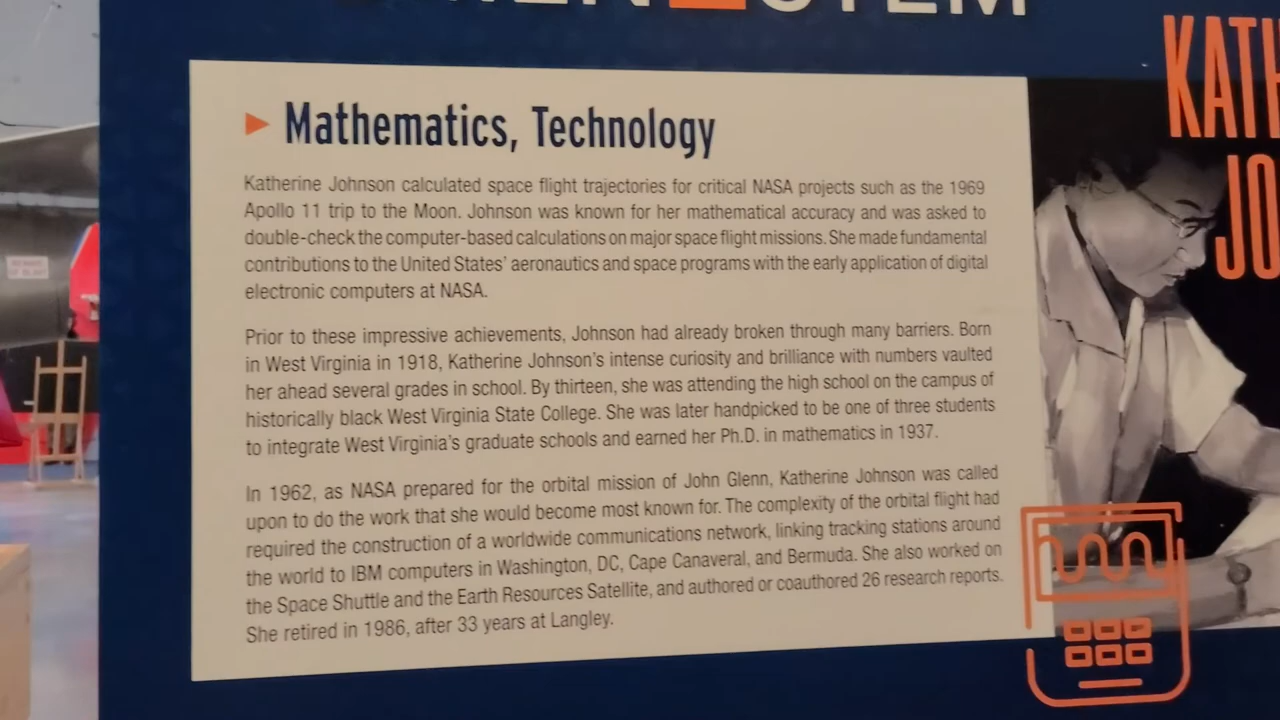 STEM
KATH
JO
Mathematics, Technology
Katherine Johnson calculated space flight trajectories for critical NASA projects such as the 1969
Apollo 11 trip to the Moon. Johnson was known for her mathematical accuracy and was asked to
double-check the computer-based calculations on major space flight missions. She made fundamental
contributions to the United States' aeronautics and space programs with the early application of digital
electronic computers at NASA.
Prior to these impressive achievements, Johnson had already broken through many barriers. Born
in West Virginia in 1918, Katherine Johnson's intense curiosity and brilliance with numbers vaulted
her ahead several grades in school. By thirteen, she was attending the high school on the campus of
historically black West Virginia State College. She was later handpicked to be one of three students
to integrate West Virginia's graduate schools and earned her Ph.D. in mathematics in 1937.
In 1962, as NASA prepared for the orbital mission of John Glenn, Katherine Johnson was called
upon to do the work that she would become most known for. The complexity of the orbital flight had
required the construction of a worldwide communications network, linking tracking stations around
the world to IBM computers in Washington, DC, Cape Canaveral, and Bermuda. She also worked on
the Space Shuttle and the Earth Resources Satellite, and authored or coauthored 26 research reports.
She retired in 1986, after 33 years at Langley.